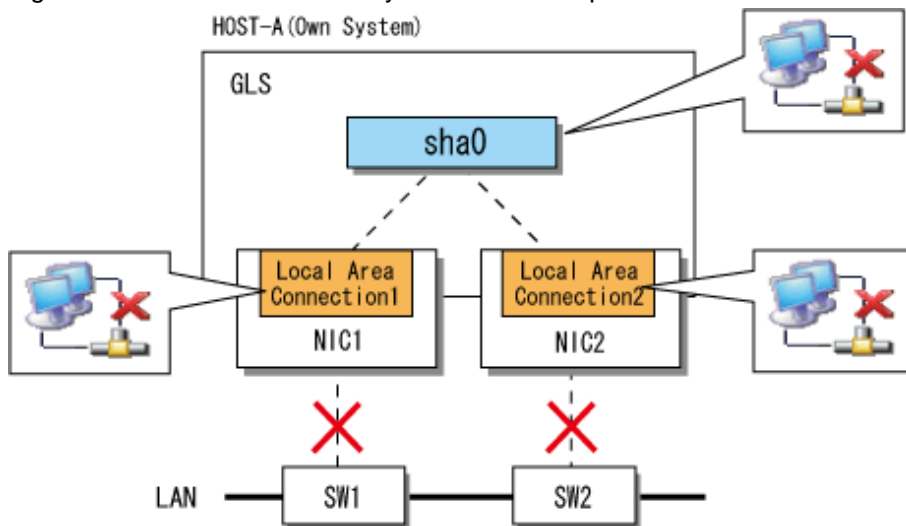 HOST-A(Own System)
GLS
sha0
Local Area
Connection1
NIC1
Local Area
Connection2
NIC2
LAN
SW1
SW2